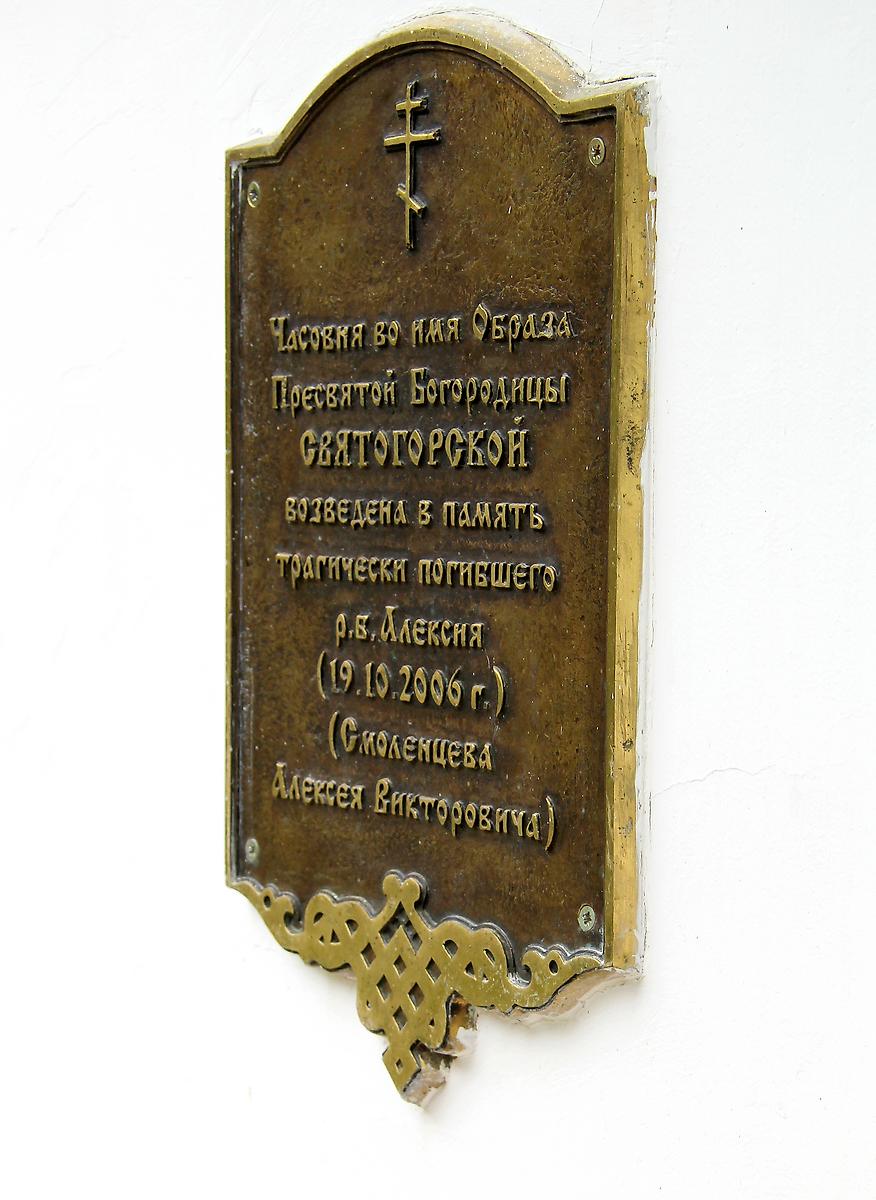 Часовня во имя Образа
Пресвятой Богородицы
СВЯТОГОРСКОЙ
возведена в память
трагически погибшего
р.в. Алексия
(19.10.2006 г.)
(Смоленцева
Алексея Викторовича)